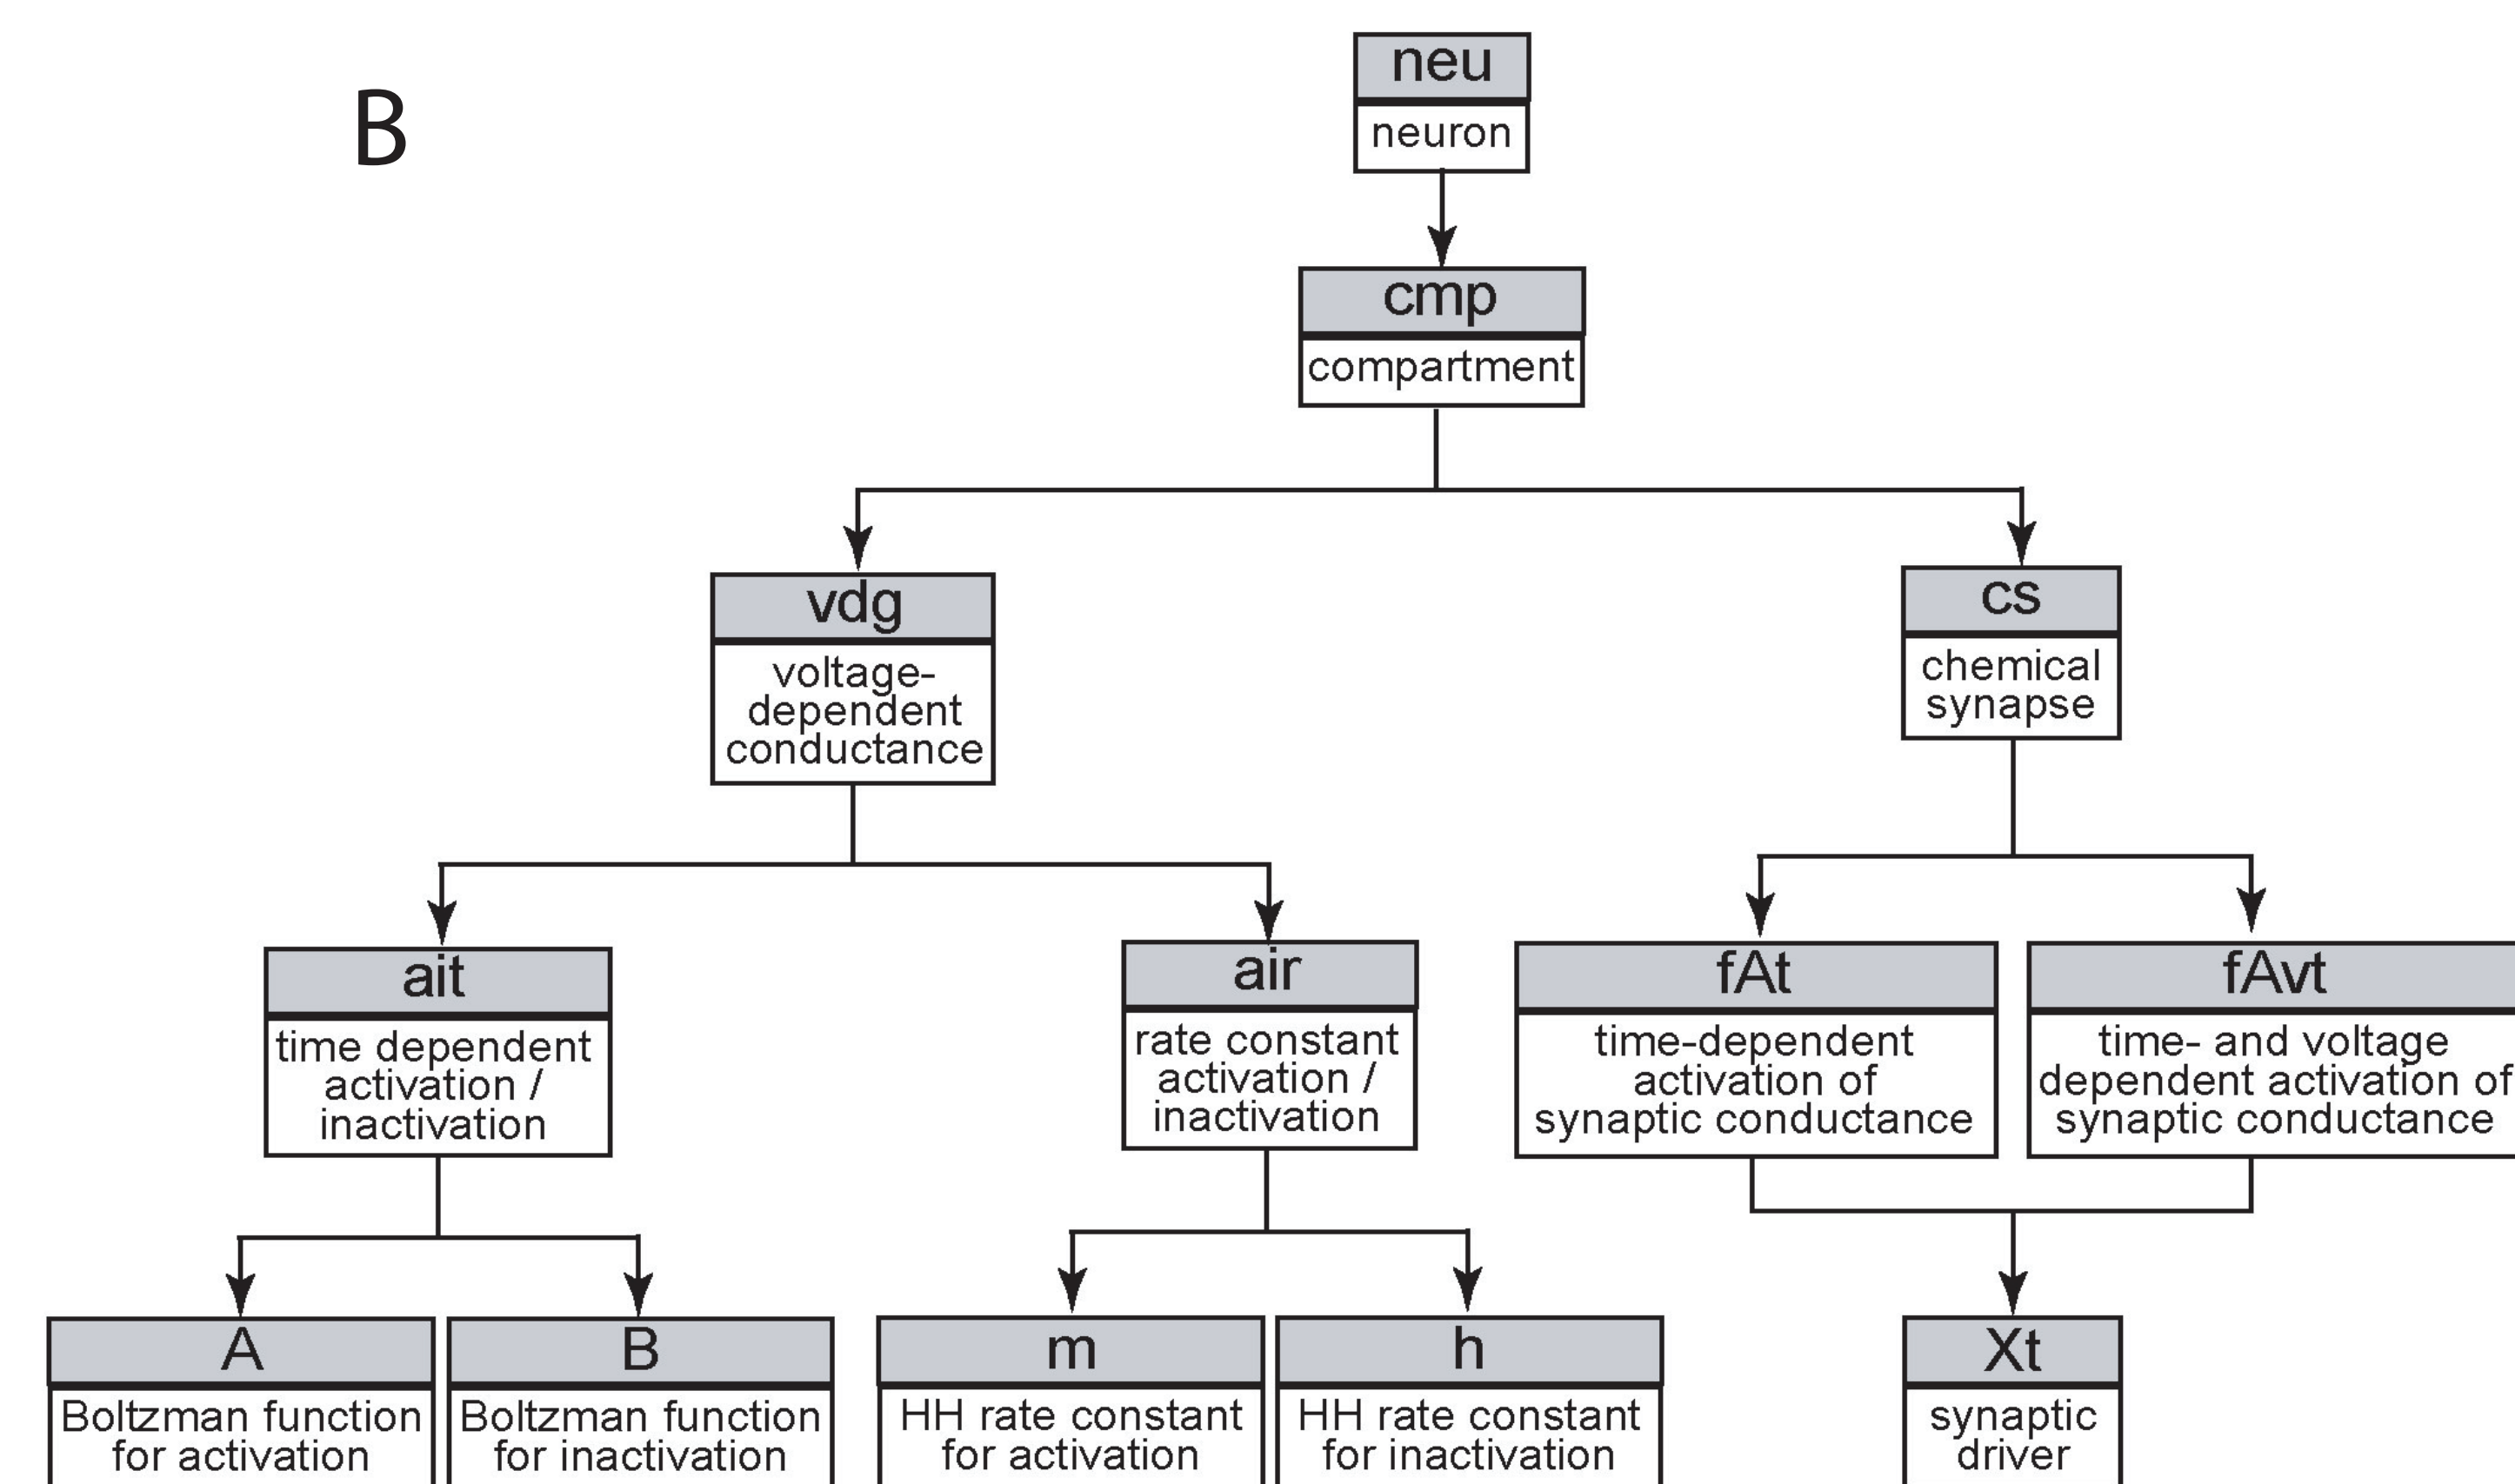 B
neu
neuron
cmp
compartment
vdg
voltage-
dependent
conductance
cs
chemical
synapse
ait
time dependent
activation /
inactivation
air
rate constant
activation /
inactivation
fAt
time-dependent
activation of
synaptic conductance
fAvt
time- and voltage
dependent activation of
synaptic conductance
A
Boltzman function
for activation
B
Boltzman function
for inactivation
m
HH rate constant
for activation
h
HH rate constant
for inactivation
Xt
synaptic
driver